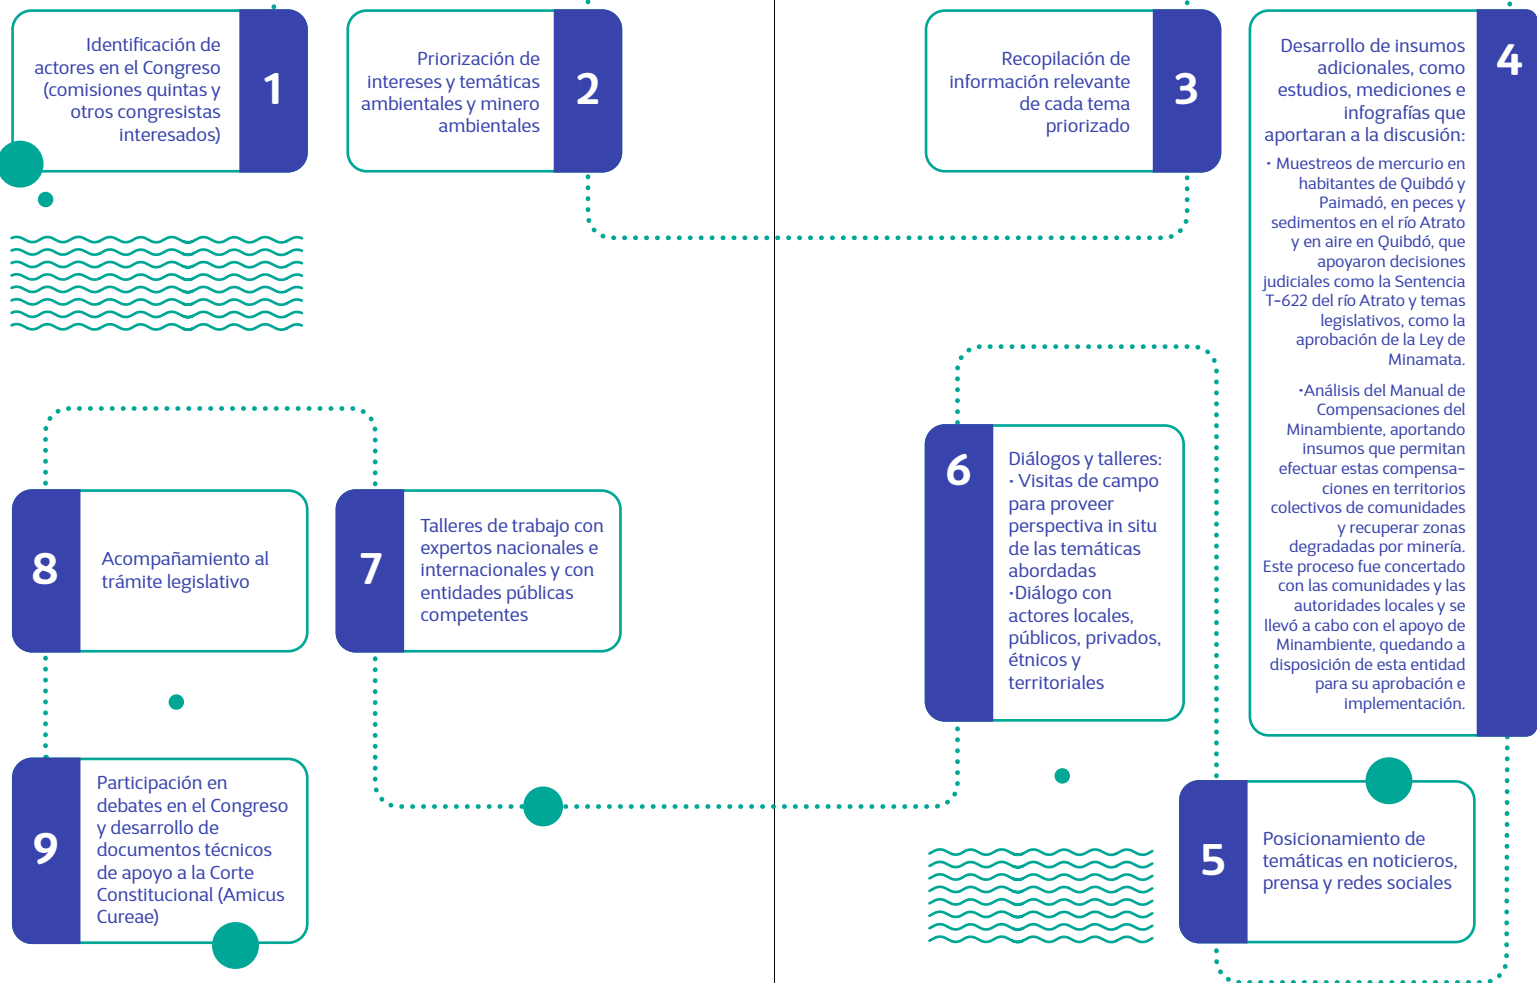 Identificación de
actores en el Congreso
(comisiones quintas y
otros congresistas
interesados)
1
Priorización de
intereses y temáticas
ambientales y minero
ambientales
2
Recopilación de
información relevante
de cada tema
priorizado
3
Desarrollo de insumos
adicionales, como
estudios, mediciones e
infografías que
aportaran a la discusión:
· Muestreos de mercurio en
habitantes de Quibdó y
Paimadó, en peces y
sedimentos en el río Atrato
y en aire en Quibdó, que
apoyaron decisiones
judiciales como la Sentencia
T-622 del río Atrato y temas
legislativos, como la
aprobación de la Ley de
Minamata.
·Análisis del Manual de
Compensaciones del
Minambiente, aportando
insumos que permitan
efectuar estas compensa-
ciones en territorios
colectivos de comunidades
y recuperar zonas
degradadas por minería.
Este proceso fue concertado
con las comunidades y las
autoridades locales y se
llevó a cabo con el apoyo de
Minambiente, quedando a
disposición de esta entidad
para su aprobación e
implementación.
4
5
Posicionamiento de
temáticas en noticieros,
prensa y redes sociales
6
Diálogos y talleres:
· Visitas de campo
para proveer
perspectiva in situ
de las temáticas
abordadas
·Diálogo con
actores locales,
públicos, privados,
étnicos y
territoriales
7
Talleres de trabajo con
expertos nacionales e
internacionales y con
entidades públicas
competentes
8
Acompañamiento al
trámite legislativo
9
Participación en
debates en el Congreso
y desarrollo de
documentos técnicos
de apoyo a la Corte
Constitucional (Amicus
Cureae)